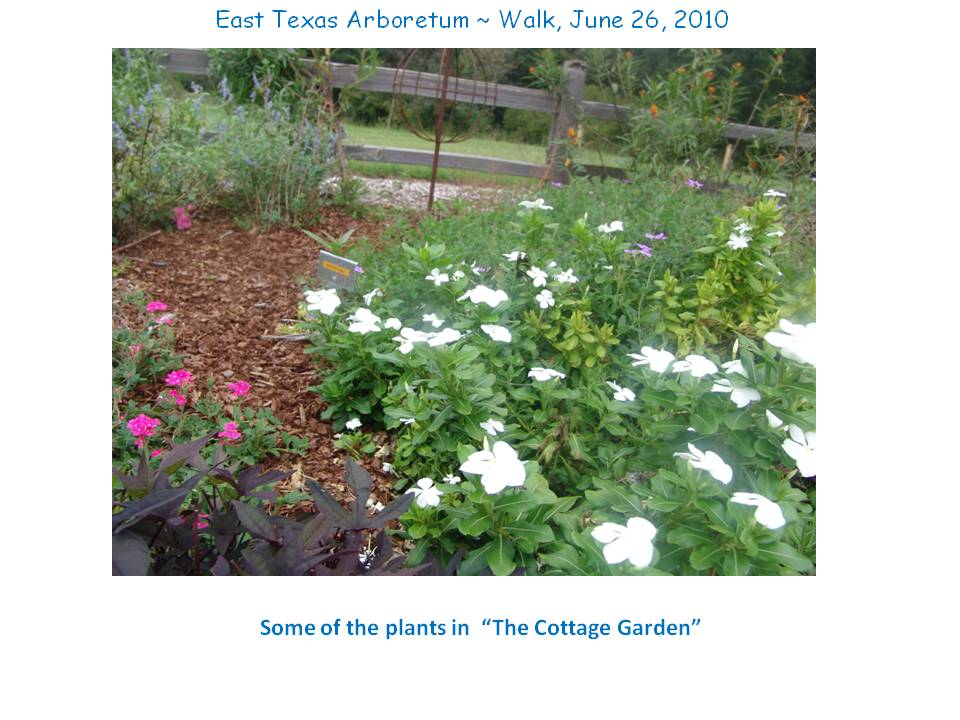 East Texas Arboretum ~ Walk, June 26, 2010
Some of the plants in  “The Cottage Garden”